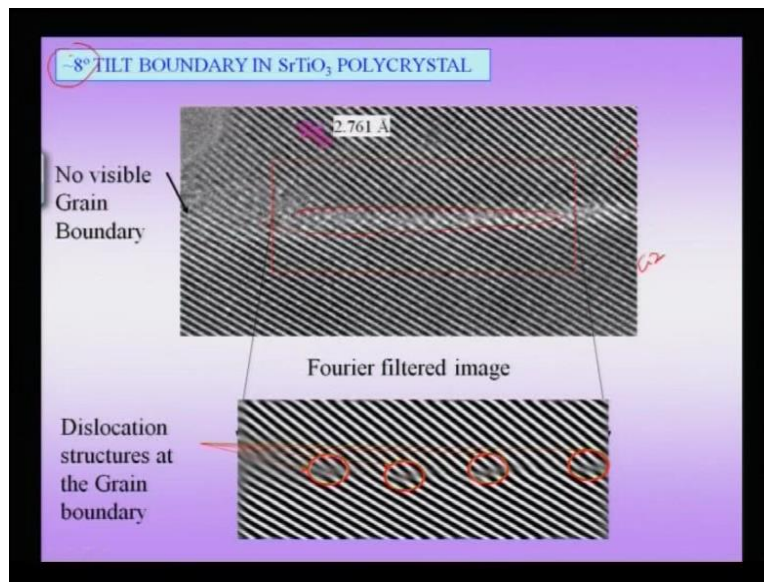 ~8° TILT BOUNDARY IN SrTiO₃ POLYCRYSTAL
2.761 Å
No visible
Grain
Boundary
G2
Fourier filtered image
Dislocation
structures at
the Grain
boundary